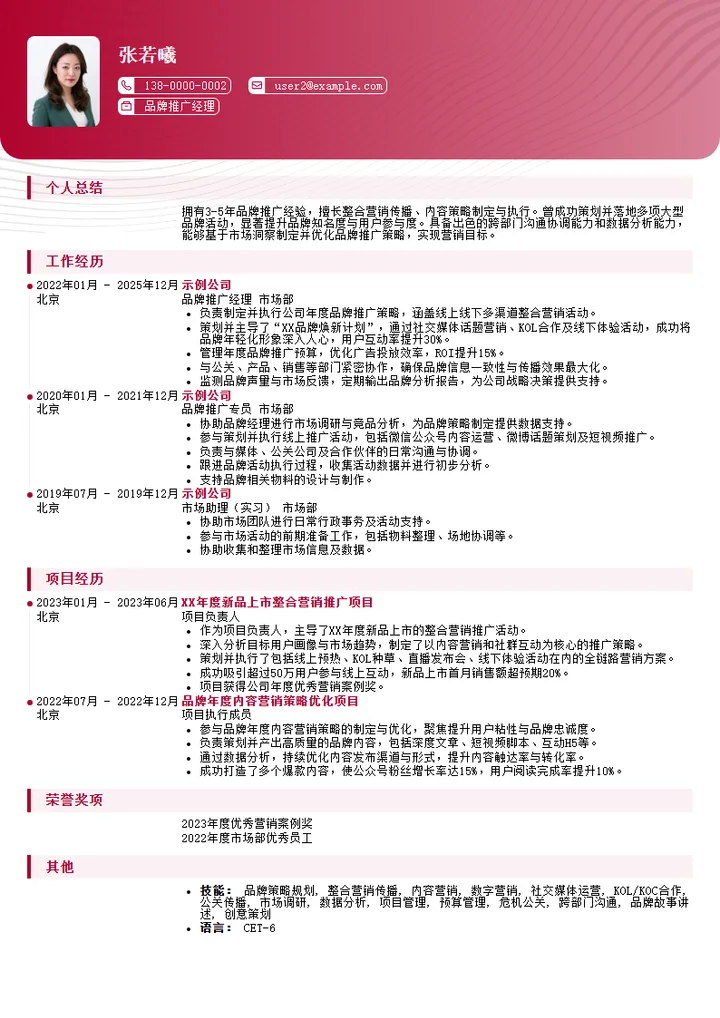 张若曦
138-0000-0002
user2@example.com
品牌推广经理
个人总结
拥有3-5年品牌推广经验，擅长整合营销传播、内容策略制定与执行。曾成功策划并落地多项大型
品牌活动，显著提升品牌知名度与用户参与度。具备出色的跨部门沟通协调能力和数据分析能力，
能够基于市场洞察制定并优化品牌推广策略，实现营销目标。
工作经历
2022年01月 - 2025年12月 示例公司
北京
品牌推广经理 市场部
• 负责制定并执行公司年度品牌推广策略，涵盖线上线下多渠道整合营销活动。
• 策划并主导了“XX品牌焕新计划”，通过社交媒体话题营销、KOL合作及线下体验活动，成功将
品牌年轻化形象深入人心，用户互动率提升30%。
• 管理年度品牌推广预算，优化广告投放效率，ROI提升15%。
• 与公关、产品、销售等部门紧密协作，确保品牌信息一致性与传播效果最大化。
• 监测品牌声量与市场反馈，定期输出品牌分析报告，为公司战略决策提供支持。
2020年01月 - 2021年12月 示例公司
北京
品牌推广专员 市场部
• 协助品牌经理进行市场调研与竞品分析，为品牌策略制定提供数据支持。
• 参与策划并执行线上推广活动，包括微信公众号内容运营、微博话题策划及短视频推广。
• 负责与媒体、公关公司及合作伙伴的日常沟通与协调。
• 跟进品牌活动执行过程，收集活动数据并进行初步分析。
• 支持品牌相关物料的设计与制作。
2019年07月 - 2019年12月 示例公司
北京
市场助理（实习） 市场部
• 协助市场团队进行日常行政事务及活动支持。
• 参与市场活动的前期准备工作，包括物料整理、场地协调等。
• 协助收集和整理市场信息及数据。
项目经历
2023年01月 - 2023年06月 XX年度新品上市整合营销推广项目
北京
项目负责人
• 作为项目负责人，主导了XX年度新品上市的整合营销推广活动。
• 深入分析目标用户画像与市场趋势，制定了以内容营销和社群互动为核心的推广策略。
• 策划并执行了包括线上预热、KOL种草、直播发布会、线下体验活动在内的全链路营销方案。
• 成功吸引超过50万用户参与线上互动，新品上市首月销售额超预期20%。
• 项目获得公司年度优秀营销案例奖。
2022年07月 - 2022年12月 品牌年度内容营销策略优化项目
北京
项目执行成员
• 参与品牌年度内容营销策略的制定与优化，聚焦提升用户粘性与品牌忠诚度。
• 负责策划并产出高质量的品牌内容，包括深度文章、短视频脚本、互动H5等。
• 通过数据分析，持续优化内容发布渠道与形式，提升内容触达率与转化率。
• 成功打造了多个爆款内容，使公众号粉丝增长率达15%，用户阅读完成率提升10%。
荣誉奖项
2023年度优秀营销案例奖
2022年度市场部优秀员工
其他
• 技能： 品牌策略规划, 整合营销传播, 内容营销, 数字营销, 社交媒体运营, KOL/KOC合作,
公关传播, 市场调研, 数据分析, 项目管理, 预算管理, 危机公关, 跨部门沟通, 品牌故事讲
述, 创意策划
• 语言： CET-6